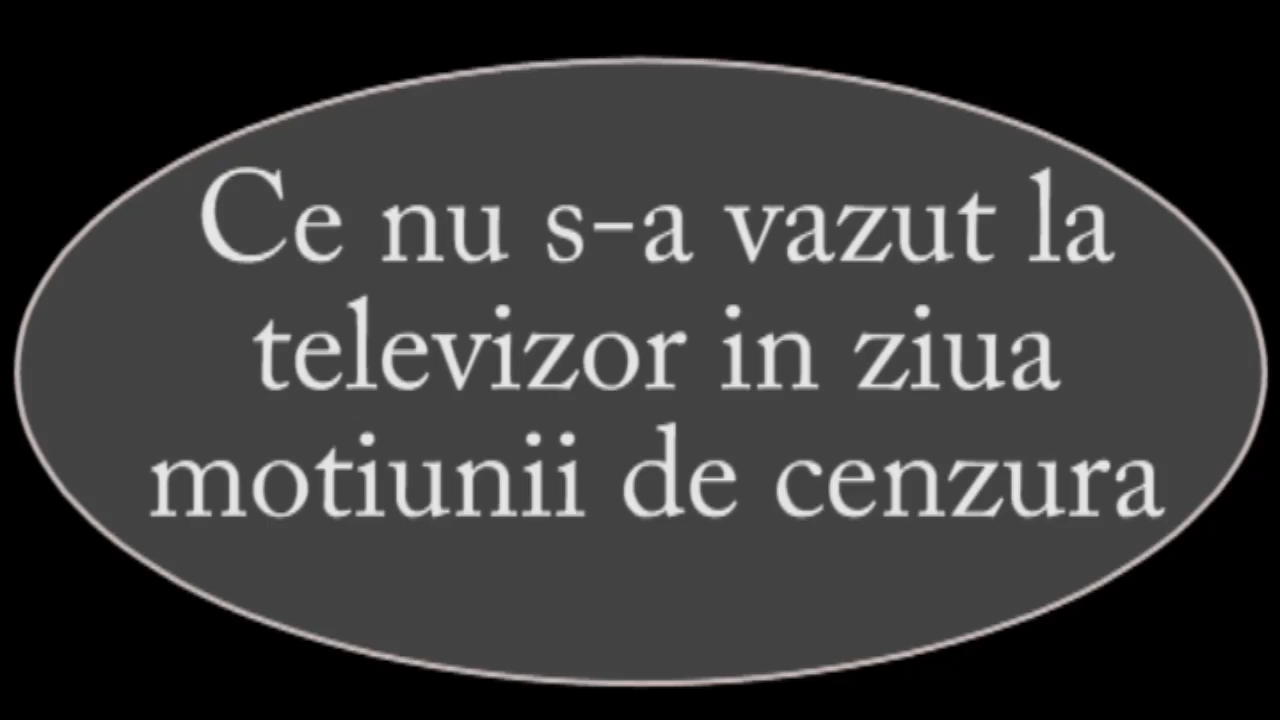 Ce nu s-a vazut la
televizor in ziua
motiunii de cenzura